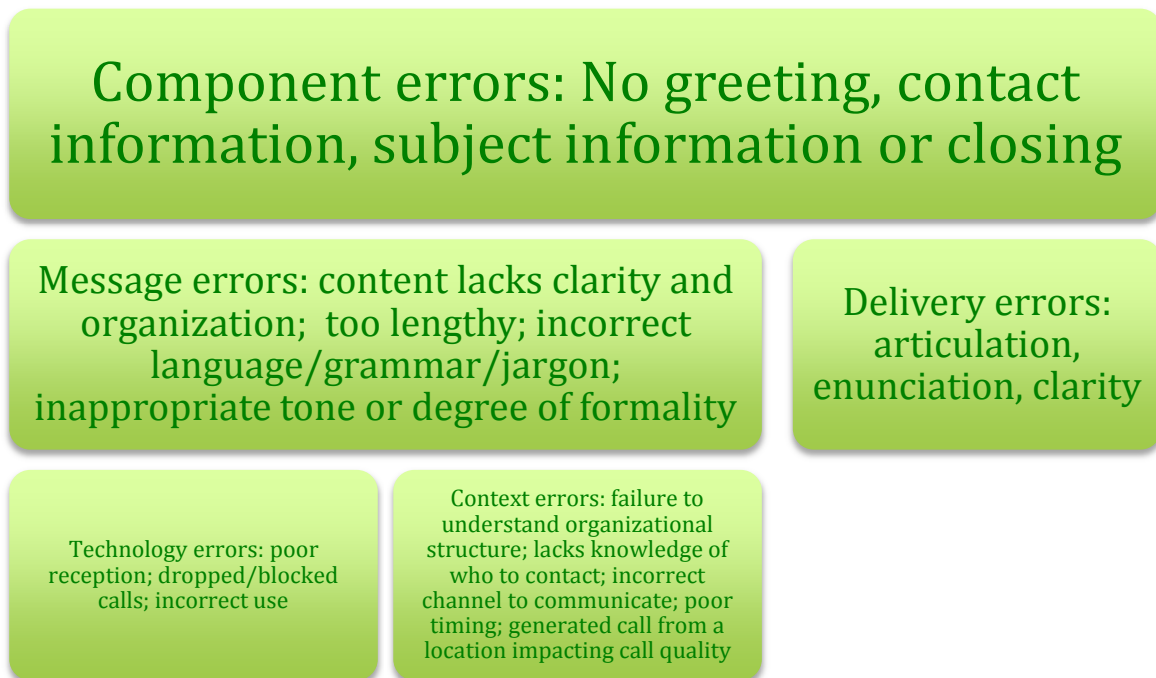 Component errors: No greeting, contact
information, subject information or closing
Message errors: content lacks clarity and
organization;  too lengthy; incorrect
language/grammar/jargon;
inappropriate tone or degree of formality
Delivery errors:
articulation,
enunciation, clarity
Technology errors: poor
reception; dropped/blocked
calls; incorrect use
Context errors: failure to
understand organizational
structure; lacks knowledge of
who to contact; incorrect
channel to communicate; poor
timing; generated call from a
location impacting call quality